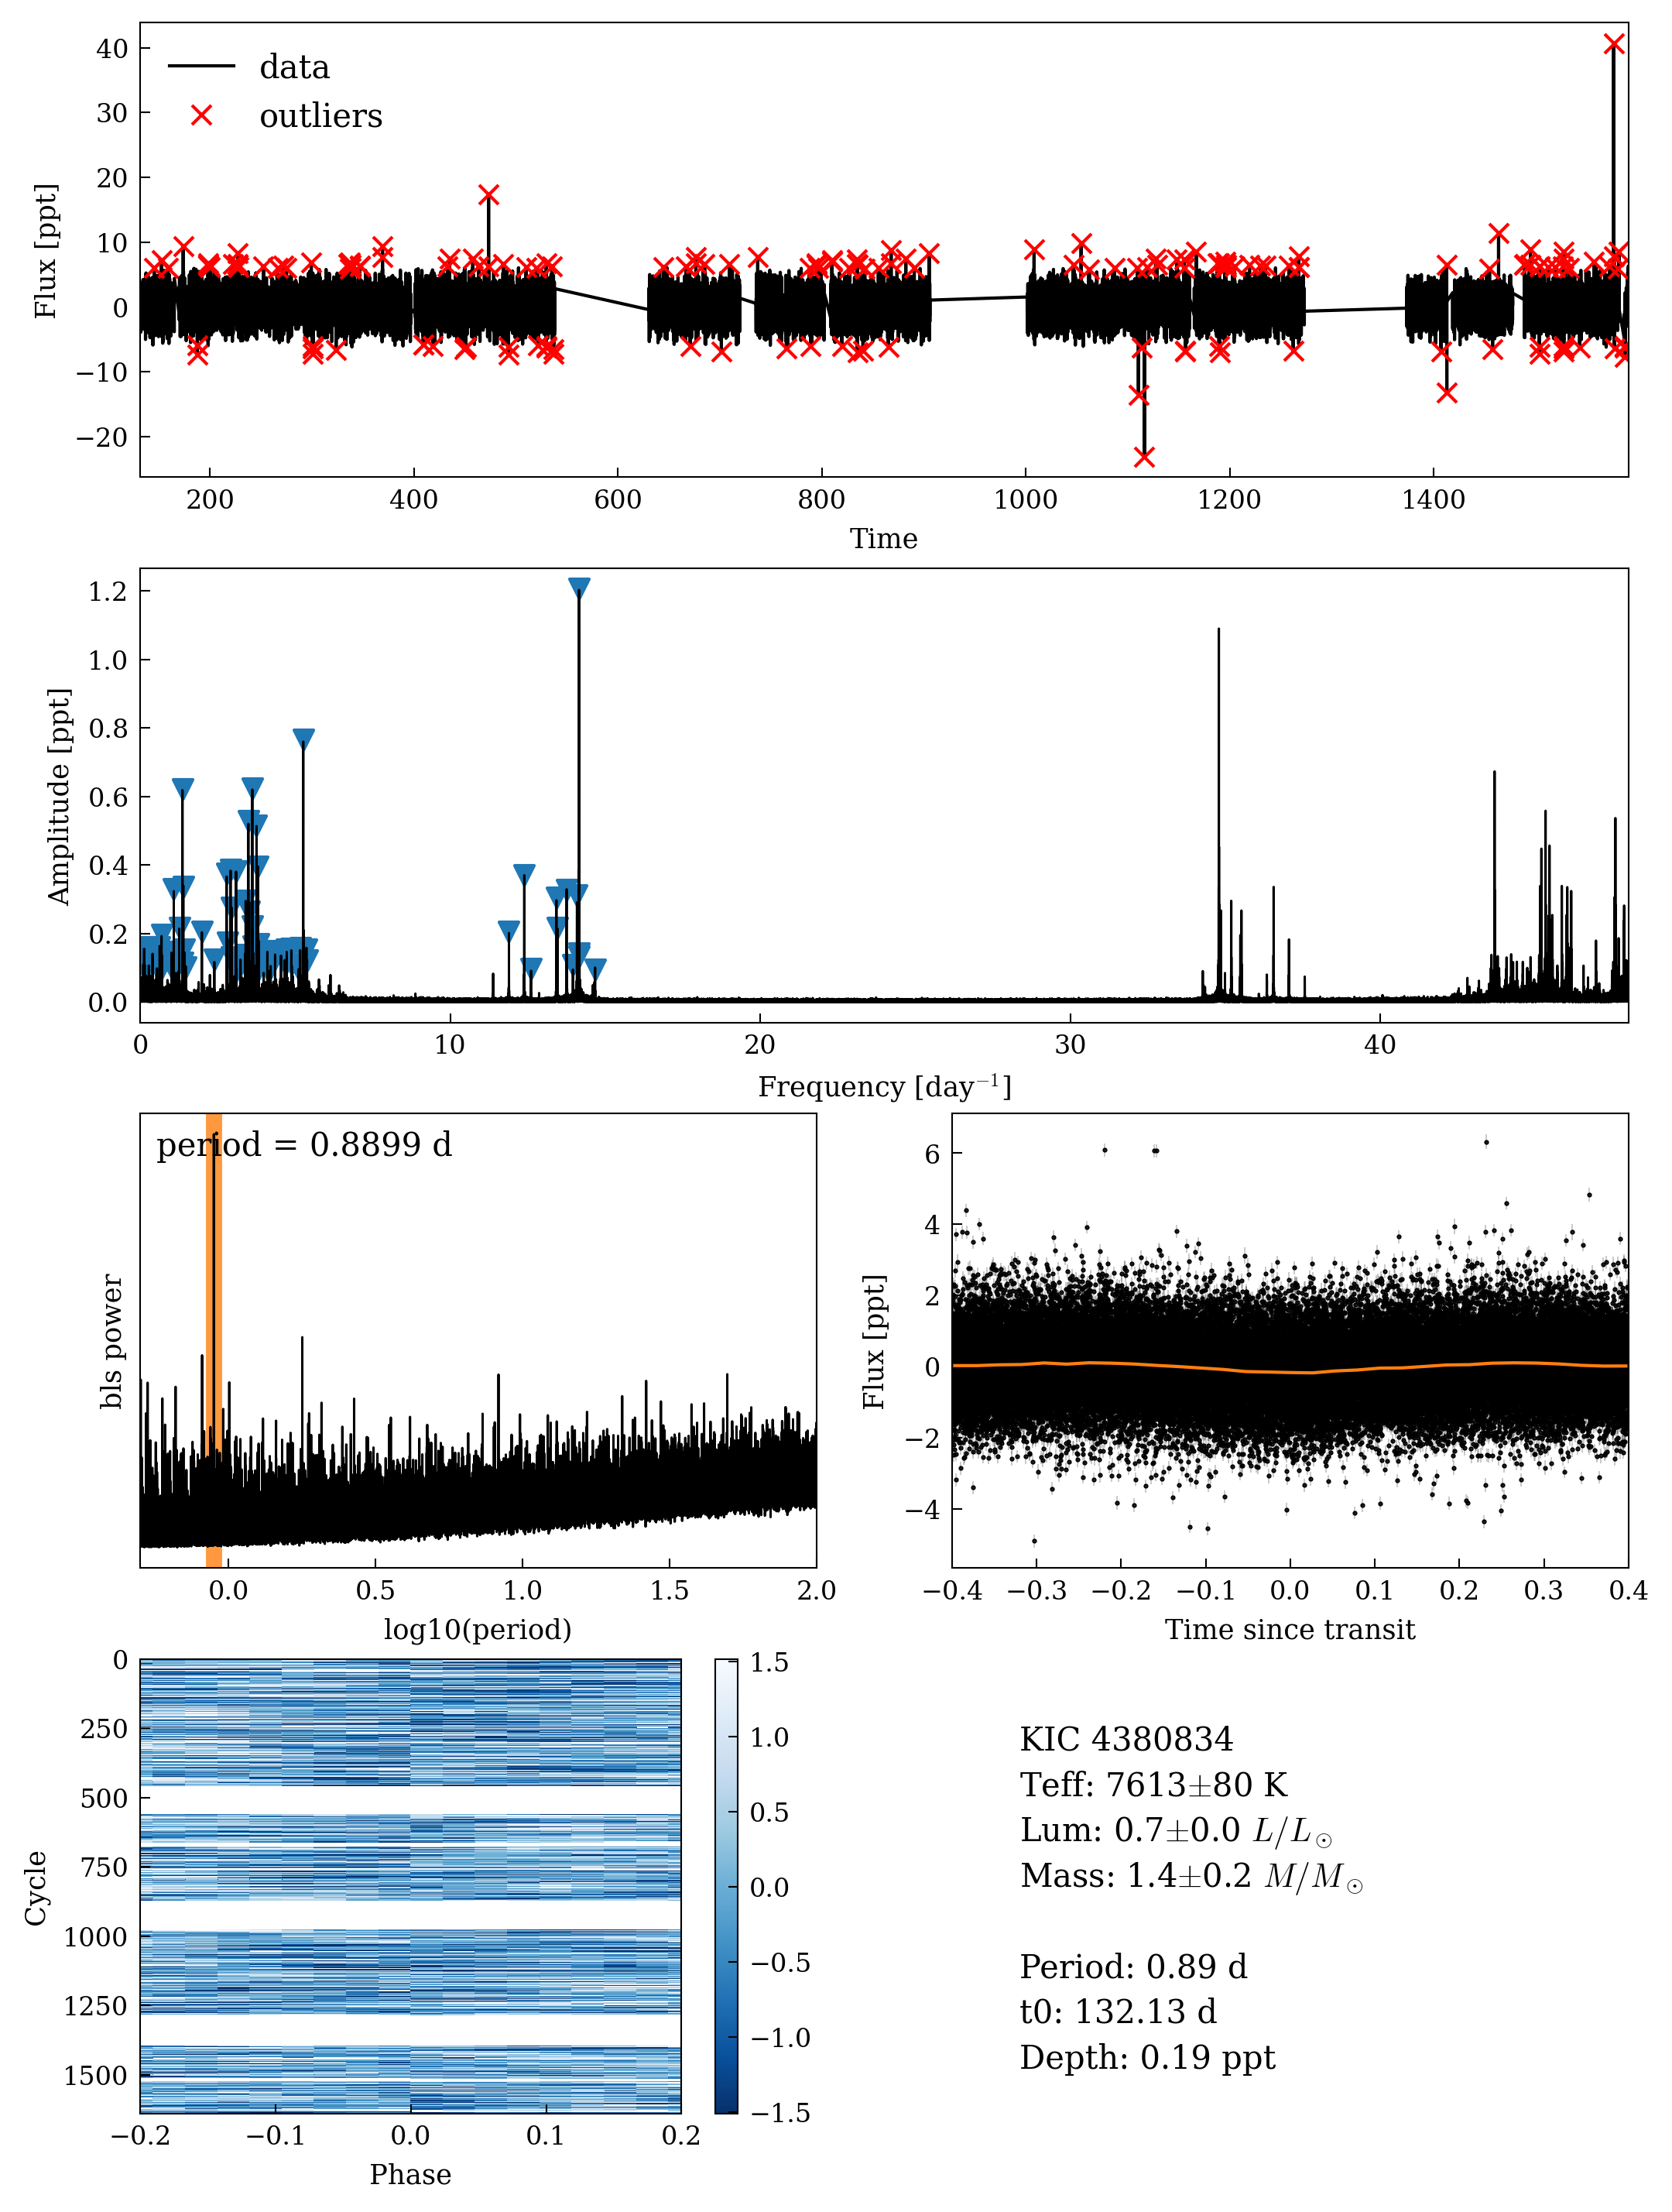 40
30
20
10
0
−10
−20
Flux [ppt]
data
outliers
200 400 600 800 1000 1200 1400
Time
1.2
1.0
0.8
0.6
0.4
0.2
0.0
Amplitude [ppt]
0 10 20 30 40
Frequency [day⁻¹]
period = 0.8899 d
bls power
0.0 0.5 1.0 1.5 2.0
log10(period)
6
4
2
0
−2
−4
Flux [ppt]
−0.4 −0.3 −0.2 −0.1 0.0 0.1 0.2 0.3 0.4
Time since transit
0
250
500
750
1000
1250
1500
Cycle
−0.2 −0.1 0.0 0.1 0.2
Phase
1.5
1.0
0.5
0.0
−0.5
−1.0
−1.5
KIC 4380834
Teff: 7613±80 K
Lum: 0.7±0.0 L/L⊙
Mass: 1.4±0.2 M/M⊙
Period: 0.89 d
t0: 132.13 d
Depth: 0.19 ppt